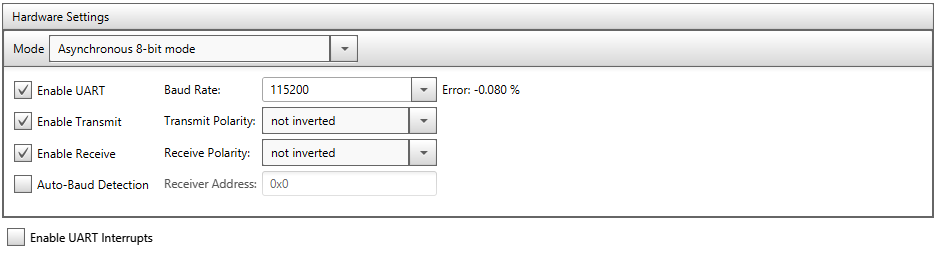 Hardware Settings
Mode Asynchronous 8-bit mode
Enable UART Baud Rate: 115200 Error: -0.080 %
Enable Transmit Transmit Polarity: not inverted
Enable Receive Receive Polarity: not inverted
Auto-Baud Detection Receiver Address: 0x0
Enable UART Interrupts